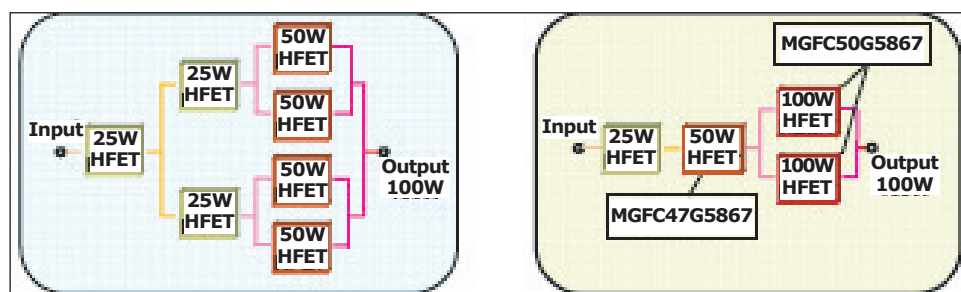 Input
25W
HFET
25W
HFET
25W
HFET
50W
HFET
50W
HFET
50W
HFET
50W
HFET
Output
100W
MGFC50G5867
Input
25W
HFET
50W
HFET
100W
HFET
100W
HFET
Output
100W
MGFC47G5867